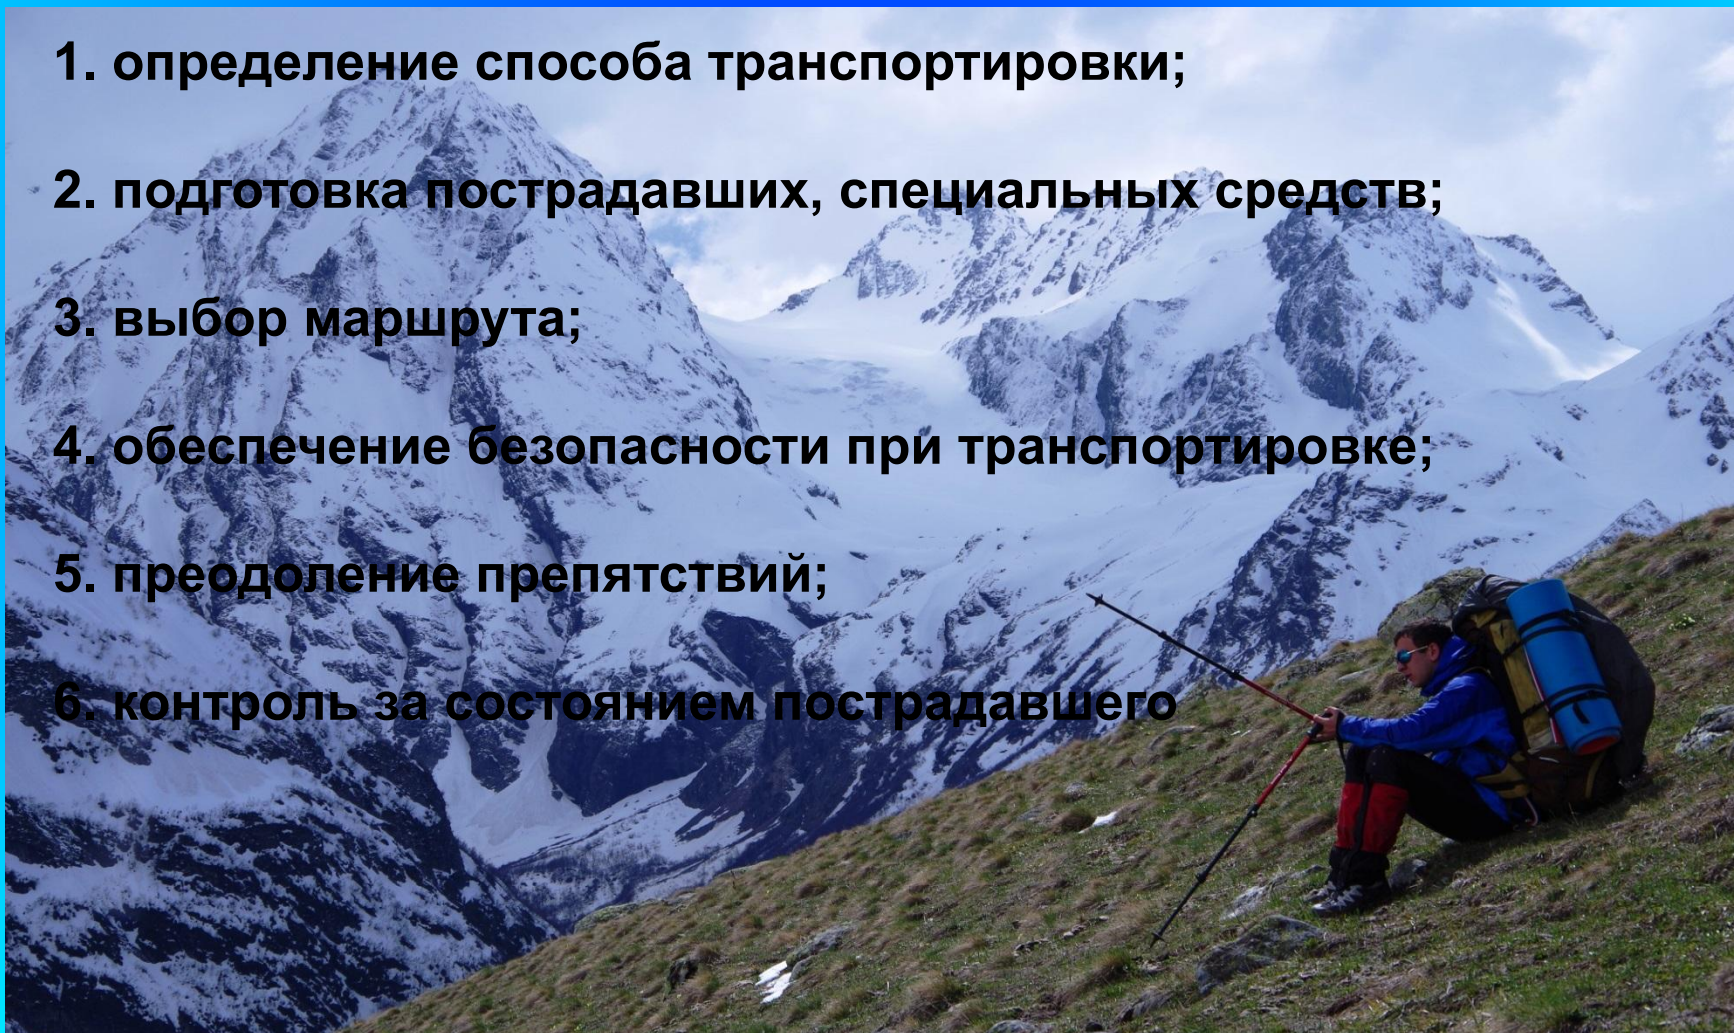 1. определение способа транспортировки;
2. подготовка пострадавших, специальных средств;
3. выбор маршрута;
4. обеспечение безопасности при транспортировке;
5. преодоление препятствий;
6. контроль за состоянием пострадавшего